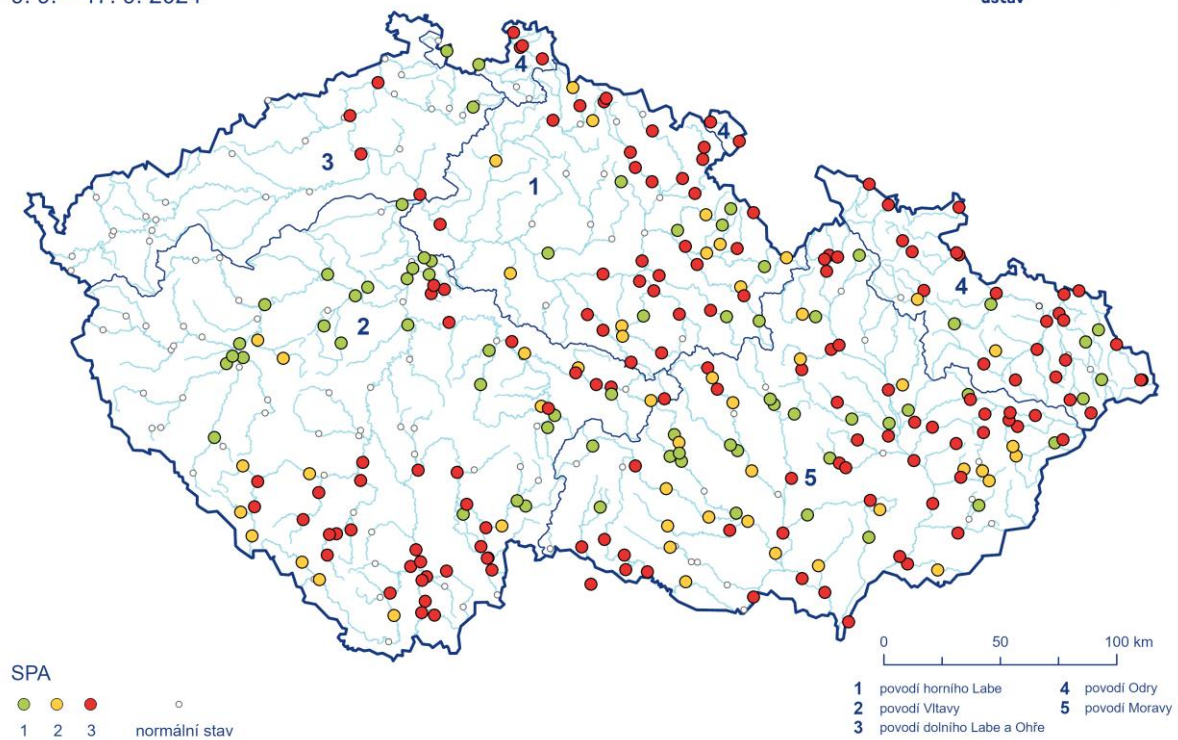 ústav
4
4
3
1
4
2
5
0 50 100 km
SPA
1 2 3 normální stav
1 povodí horního Labe
2 povodí Vltavy
3 povodí dolního Labe a Ohře
4 povodí Odry
5 povodí Moravy